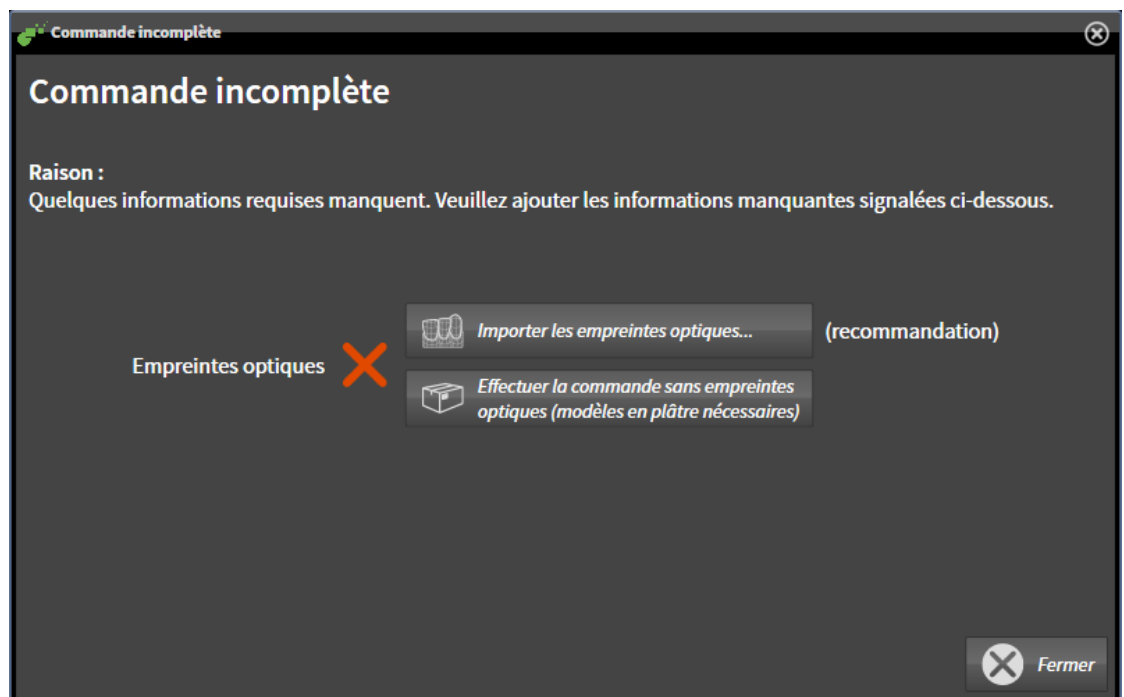 Commande incomplète
Commande incomplète
Raison :
Quelques informations requises manquent. Veuillez ajouter les informations manquantes signalées ci-dessous.
Empreintes optiques
Importer les empreintes optiques...
(recommandation)
Effectuer la commande sans empreintes
optiques (modèles en plâtre nécessaires)
Fermer